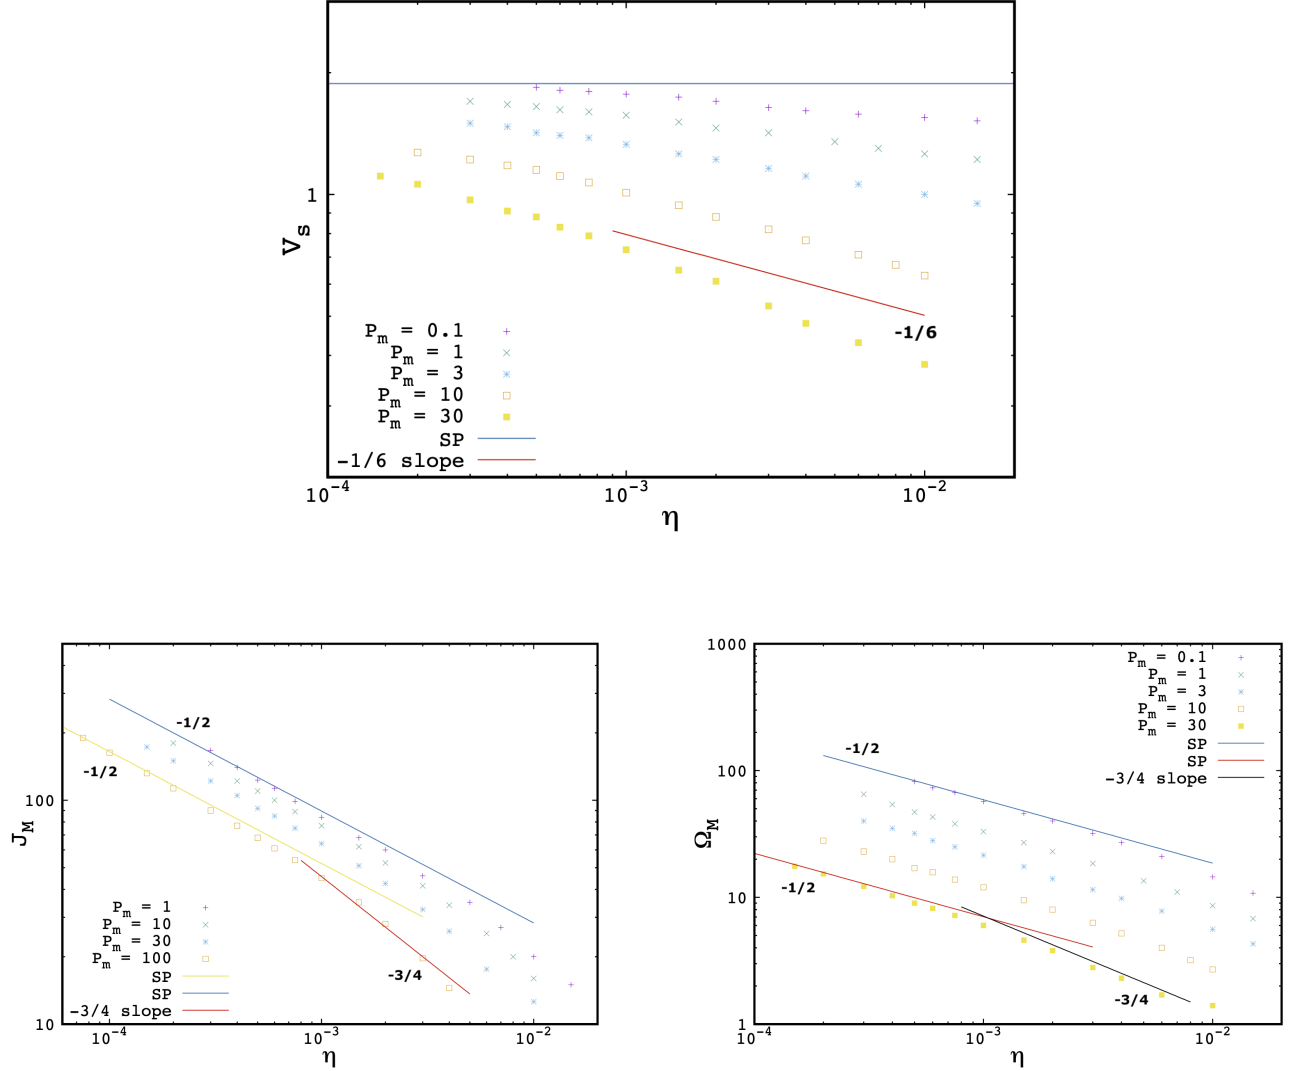 1
V_S
P_m = 0.1
P_m = 1
P_m = 3
P_m = 10
P_m = 30
SP
-1/6 slope
-1/6
10^-4
10^-3
10^-2
η
100
10
J_M
-1/2
-1/2
-3/4
P_m = 1
P_m = 10
P_m = 30
P_m = 100
SP
SP
-3/4 slope
10^-4
10^-3
10^-2
η
1000
100
10
1
Ω_M
P_m = 0.1
P_m = 1
P_m = 3
P_m = 10
P_m = 30
SP
SP
-3/4 slope
-1/2
-1/2
-3/4
10^-4
10^-3
10^-2
η